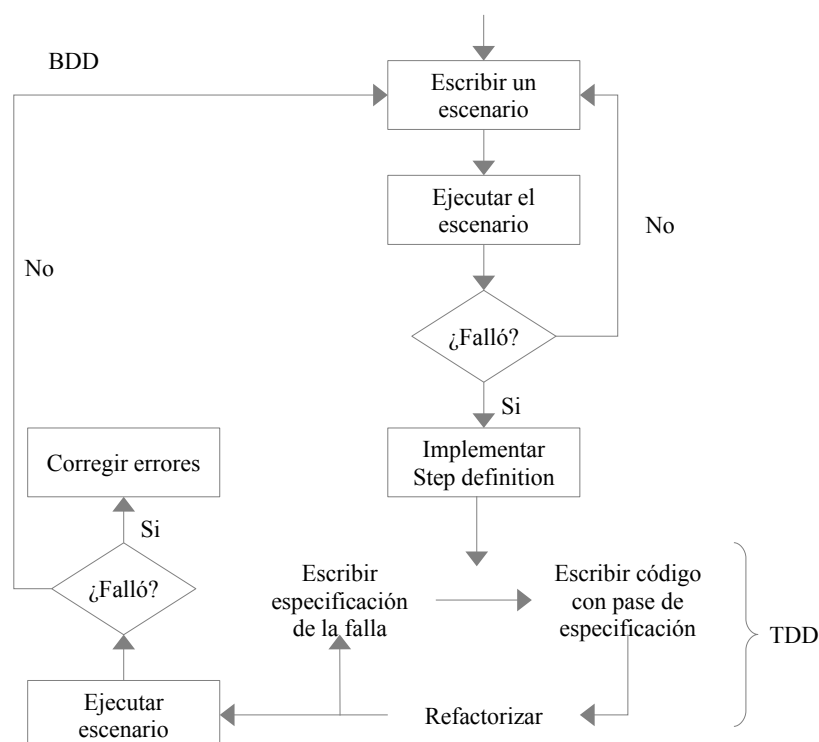 BDD
Escribir un
escenario
Ejecutar el
escenario
No
No
¿Falló?
Si
Implementar
Step definition
Corregir errores
Si
¿Falló?
Escribir
especificación
de la falla
Escribir código
con pase de
especificación
TDD
Ejecutar
escenario
Refactorizar